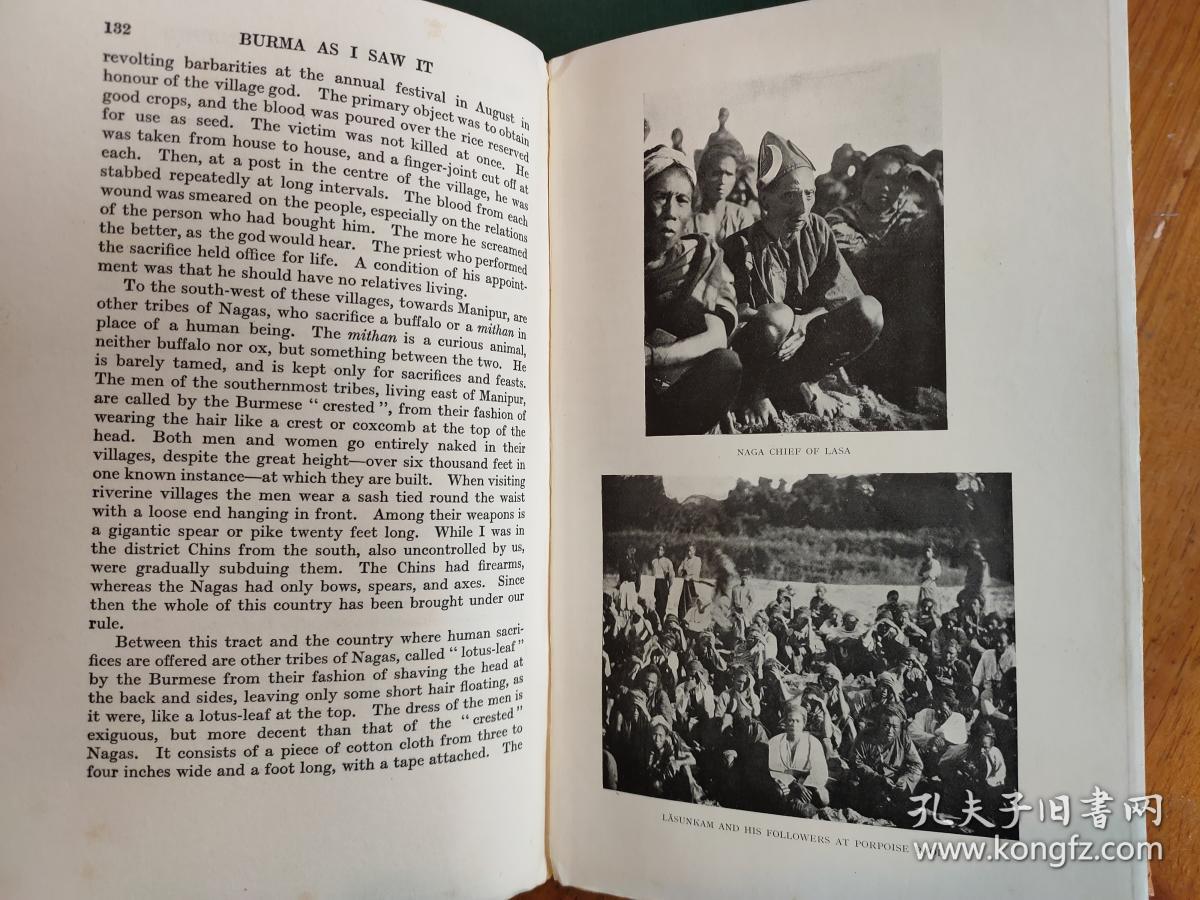 132
BURMA AS I SAW IT
revolting barbarities at the annual festival in August in
honour of the village god. The primary object was to obtain
good crops, and the blood was poured over the rice reserved
for use as seed. The victim was not killed at once. He
was taken from house to house, and a finger-joint cut off at
each. Then, at a post in the centre of the village, he was
stabbed repeatedly at long intervals. The blood from each
wound was smeared on the people, especially on the relations
of the person who had bought him. The more he screamed
the better, as the god would hear. The priest who performed
the sacrifice held office for life. A condition of his appoint-
ment was that he should have no relatives living.
To the south-west of these villages, towards Manipur, are
other tribes of Nagas, who sacrifice a buffalo or a mithan in
place of a human being. The mithan is a curious animal,
neither buffalo nor ox, but something between the two. He
is barely tamed, and is kept only for sacrifices and feasts.
The men of the southernmost tribes, living east of Manipur,
are called by the Burmese “ crested ”, from their fashion of
wearing the hair like a crest or coxcomb at the top of the
head. Both men and women go entirely naked in their
villages, despite the great height—over six thousand feet in
one known instance—at which they are built. When visiting
riverine villages the men wear a sash tied round the waist
with a loose end hanging in front. Among their weapons is
a gigantic spear or pike twenty feet long. While I was in
the district Chins from the south, also uncontrolled by us,
were gradually subduing them. The Chins had firearms,
whereas the Nagas had only bows, spears, and axes. Since
then the whole of this country has been brought under our
rule.
Between this tract and the country where human sacri-
fices are offered are other tribes of Nagas, called “ lotus-leaf”
by the Burmese from their fashion of shaving the head at
the back and sides, leaving only some short hair floating, as
it were, like a lotus-leaf at the top. The dress of the men is
exiguous, but more decent than that of the “ crested”
Nagas. It consists of a piece of cotton cloth from three to
four inches wide and a foot long, with a tape attached. The
NAGA CHIEF OF LASA
LĀSUNKAM AND HIS FOLLOWERS AT PORPOISE
孔夫子旧书网
www.kongfz.com